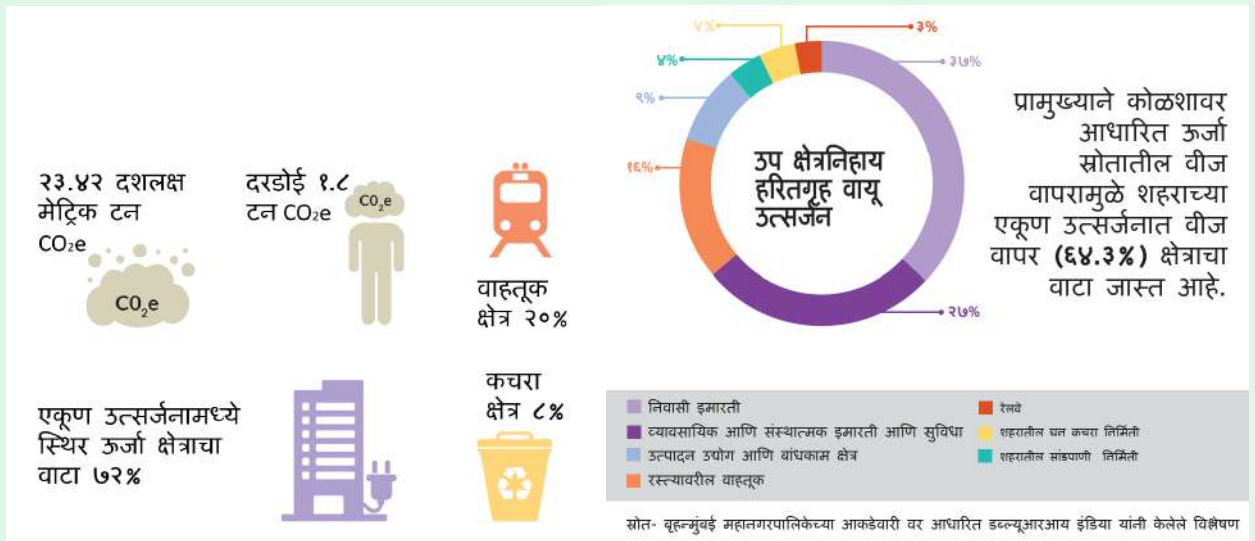 २३.४२ दशलक्ष
मेट्रिक टन
CO₂e
CO₂e
दरडोई १.८
टन CO₂e
CO₂e
वाहतूक
क्षेत्र २०%
एकूण उत्सर्जनामध्ये
स्थिर ऊर्जा क्षेत्राचा
वाटा ७२%
कचरा
क्षेत्र ८%
४%
३%
४%
३७%
९%
१६%
२७%
उप क्षेत्रनिहाय
हरितगृह वायू
उत्सर्जन
प्रामुख्याने कोळशावर
आधारित ऊर्जा
स्रोतातील वीज
वापरामुळे शहराच्या
एकूण उत्सर्जनात वीज
वापर (६४.३%) क्षेत्राचा
वाटा जास्त आहे.
निवासी इमारती
व्यावसायिक आणि संस्थात्मक इमारती आणि सुविधा
उत्पादन उद्योग आणि बांधकाम क्षेत्र
रस्त्यावरील वाहतूक
रेलवे
शहरातील घन कचरा निर्मिती
शहरातील सांडपाणी निर्मिती
स्रोत- बृहन्मुंबई महानगरपालिकेच्या आकडेवारी वर आधारित डब्ल्यूआरआय इंडिया यांनी केलेले विश्लेषण